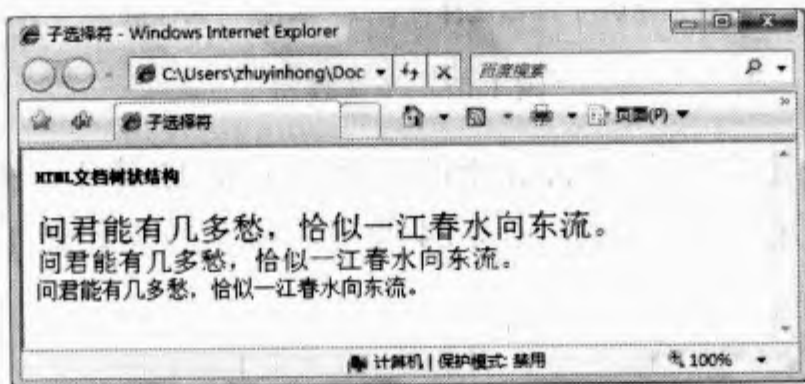 子选择符 - Windows Internet Explorer
C:\Users\zhuyinhong\Doc
百度搜索
子选择符
页面(P)
HTML文档树状结构
问君能有几多愁，恰似一江春水向东流。
问君能有几多愁，恰似一江春水向东流。
问君能有几多愁，恰似一江春水向东流。
计算机 | 保护模式: 禁用
100%